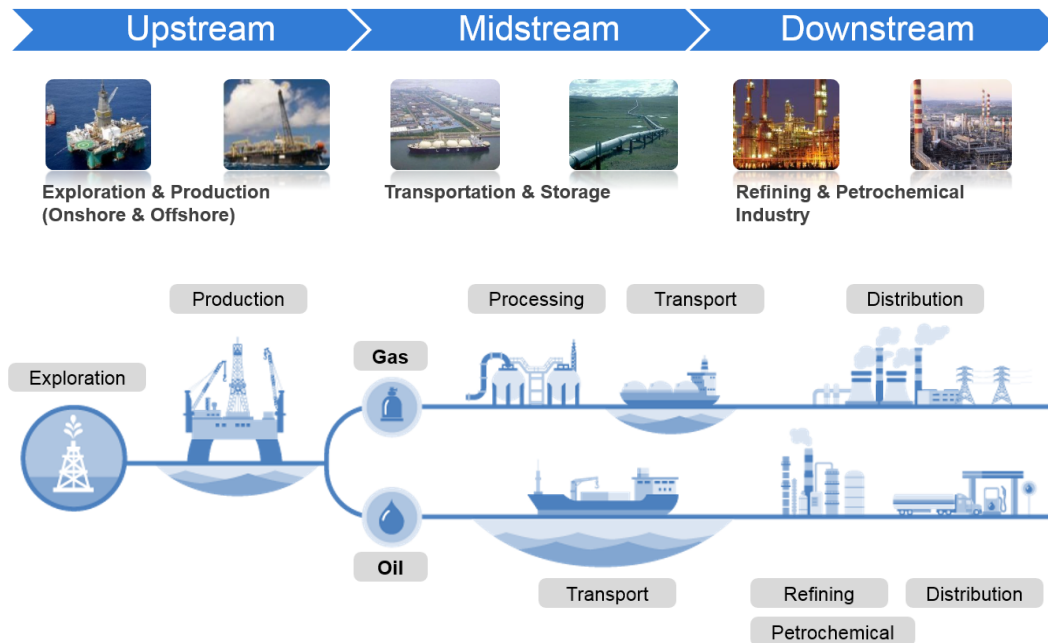 Upstream
Midstream
Downstream
Exploration & Production
(Onshore & Offshore)
Transportation & Storage
Refining & Petrochemical
Industry
Production
Processing
Transport
Distribution
Gas
Exploration
Oil
Transport
Refining
Distribution
Petrochemical